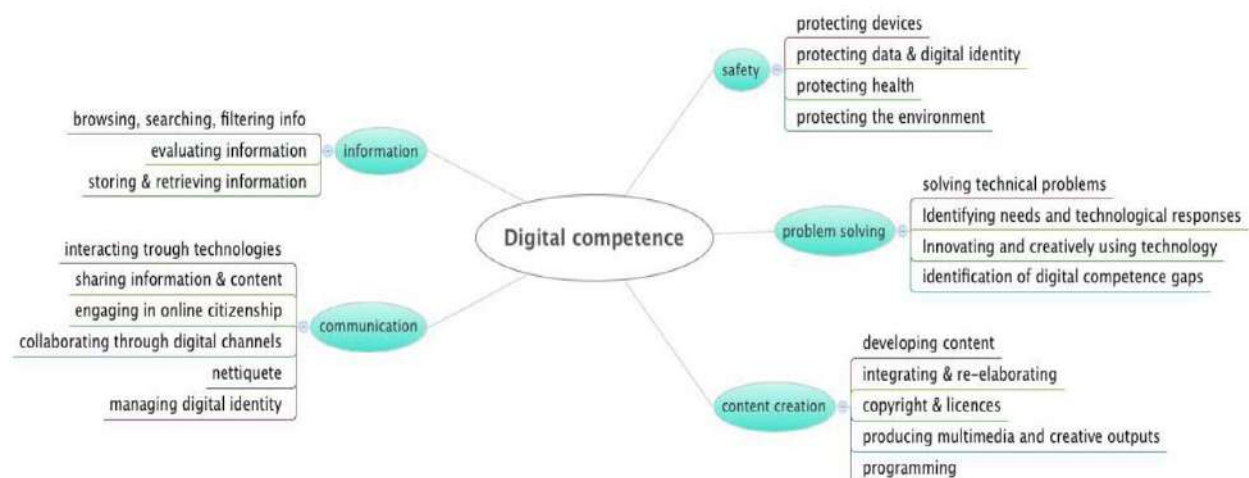 Digital competence
information
browsing, searching, filtering info
evaluating information
storing & retrieving information
communication
interacting trough technologies
sharing information & content
engaging in online citizenship
collaborating through digital channels
nettiquete
managing digital identity
safety
protecting devices
protecting data & digital identity
protecting health
protecting the environment
problem solving
solving technical problems
Identifying needs and technological responses
Innovating and creatively using technology
identification of digital competence gaps
content creation
developing content
integrating & re-elaborating
copyright & licences
producing multimedia and creative outputs
programming